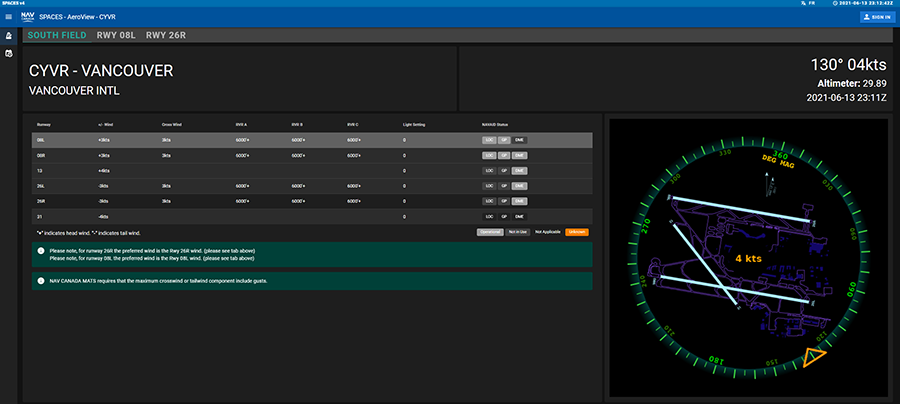 SPACES v4
FR
2021-06-13 23:12:42Z
NAV CANADA
SPACES - AeroView - CYVR
SIGN IN
SOUTH FIELD RWY 08L RWY 26R
CYVR - VANCOUVER
VANCOUVER INTL
130° 04kts
Altimeter: 29.89
2021-06-13 23:11Z
Runway +/- Wind Cross Wind RVR A RVR B RVR C Light Setting NAVAID Status
08L +3kts 3kts 6000'+ 6000'+ 6000'+ 0 LOC GP DME
08R +3kts 3kts 6000'+ 6000'+ 6000'+ 0 LOC GP DME
13 +4kts 0 LOC GP DME
26L -3kts 3kts 6000'+ 6000'+ 6000'+ 0 LOC GP DME
26R -3kts 3kts 6000'+ 6000'+ 6000'+ 0 LOC GP DME
31 -4kts 0 LOC GP DME
"+" indicates head wind. "-" indicates tail wind.
Operational Not in Use Not Applicable Unknown
Please note, for runway 26R the preferred wind is the Rwy 26R wind. (please see tab above)
Please note, for runway 08L the preferred wind is the Rwy 08L wind. (please see tab above)
NAV CANADA MATS requires that the maximum crosswind or tailwind component include gusts.
360
DEG MAG
330
030
300
270
060
4 kts
090
210
120
180
150